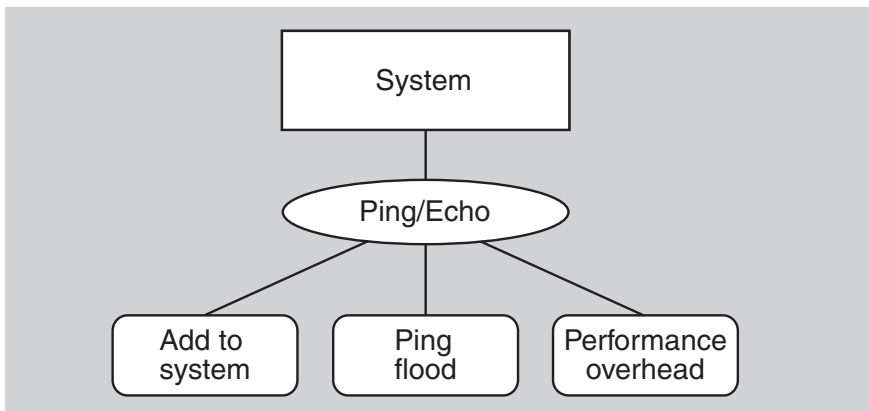 System
Ping/Echo
Add to
system
Ping
flood
Performance
overhead